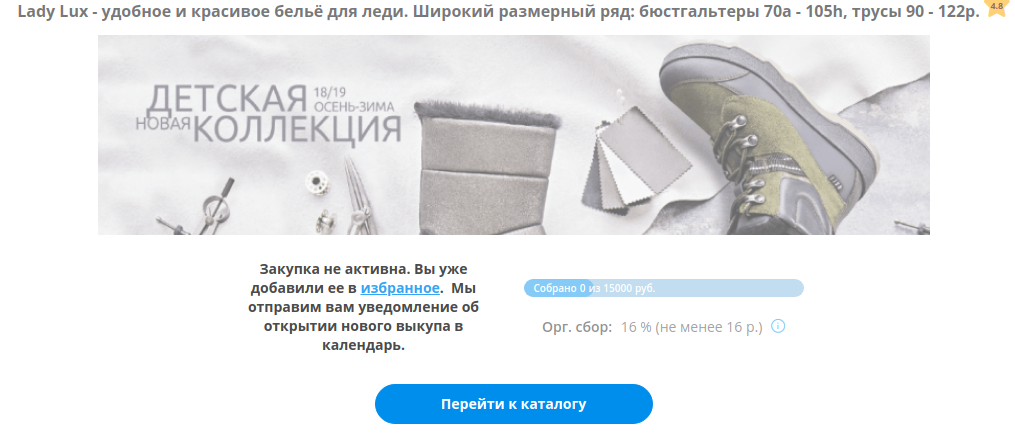 Lady Lux - удобное и красивое бельё для леди. Широкий размерный ряд: бюстгальтеры 70а - 105h, трусы 90 - 122р.
4.8
ДЕТСКАЯ 18/19
ОСЕНЬ-ЗИМА
НОВАЯ КОЛЛЕКЦИЯ
Закупка не активна. Вы уже
добавили ее в избранное. Мы
отправим вам уведомление об
открытии нового выкупа в
календарь.
Собрано 0 из 15000 руб.
Орг. сбор: 16 % (не менее 16 р.)
Перейти к каталогу